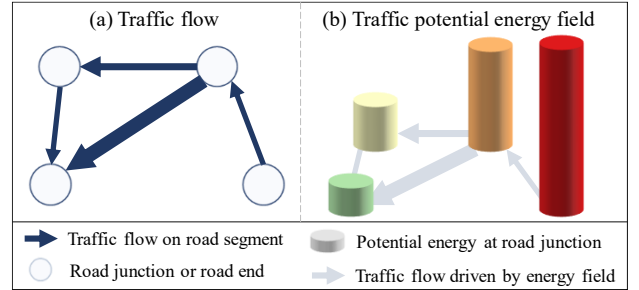 (a) Traffic flow
(b) Traffic potential energy field
Traffic flow on road segment
Potential energy at road junction
Road junction or road end
Traffic flow driven by energy field